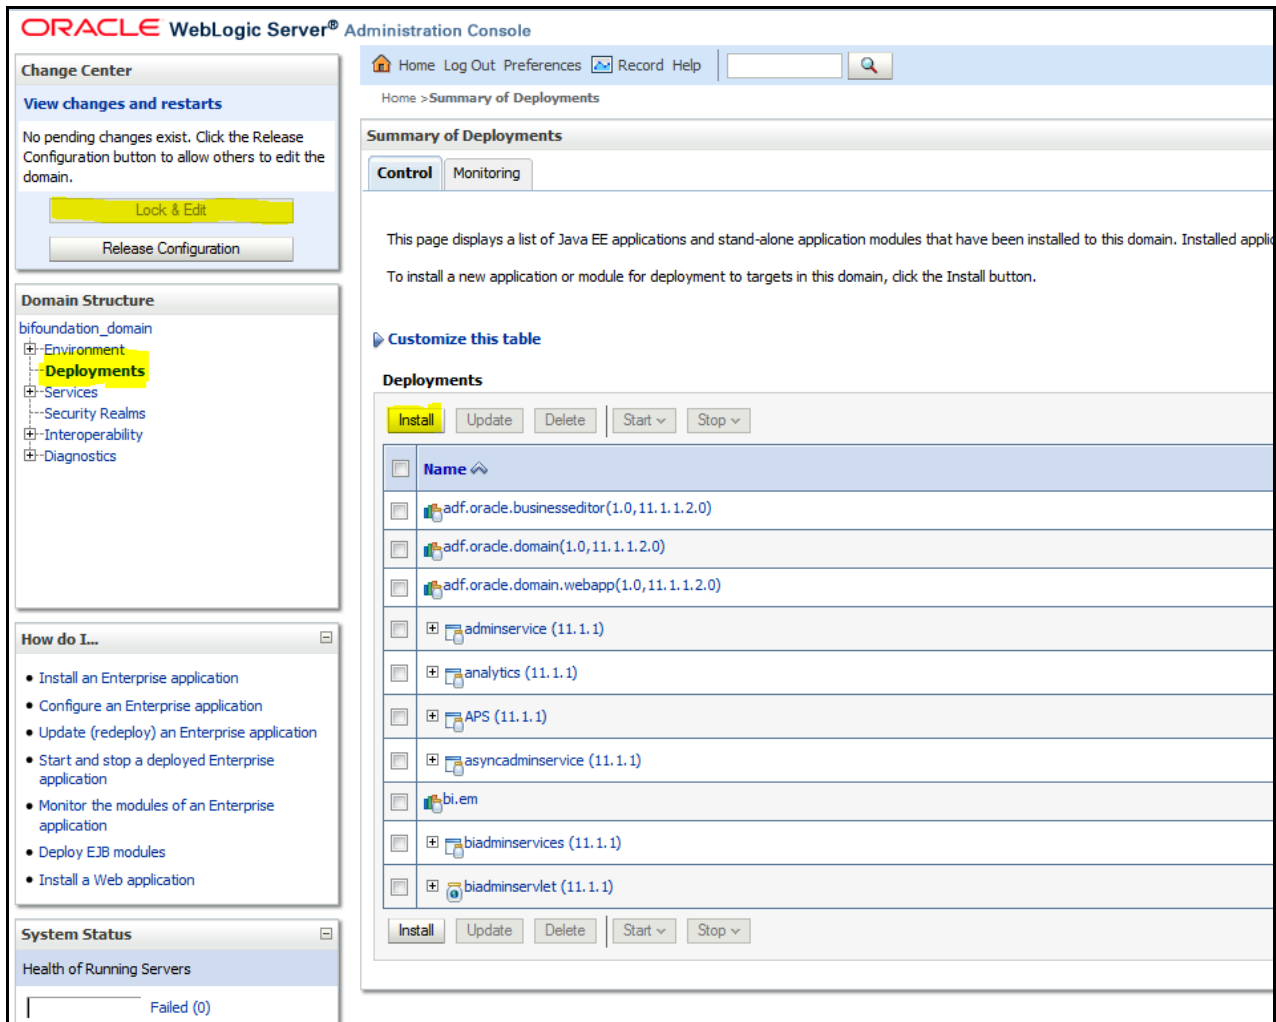 ORACLE WebLogic Server® Administration Console
Change Center
View changes and restarts
No pending changes exist. Click the Release
Configuration button to allow others to edit the
domain.
Lock & Edit
Release Configuration
Domain Structure
bifoundation_domain
Environment
Deployments
Services
Security Realms
Interoperability
Diagnostics
How do I...
Install an Enterprise application
Configure an Enterprise application
Update (redeploy) an Enterprise application
Start and stop a deployed Enterprise
application
Monitor the modules of an Enterprise
application
Deploy EJB modules
Install a Web application
System Status
Health of Running Servers
Failed (0)
Home Log Out Preferences Record Help
Home >Summary of Deployments
Summary of Deployments
Control Monitoring
This page displays a list of Java EE applications and stand-alone application modules that have been installed to this domain. Installed applic
To install a new application or module for deployment to targets in this domain, click the Install button.
Customize this table
Deployments
Install Update Delete Start Stop
Name
adf.oracle.businesseditor(1.0,11.1.1.2.0)
adf.oracle.domain(1.0,11.1.1.2.0)
adf.oracle.domain.webapp(1.0,11.1.1.2.0)
adminservice (11.1.1)
analytics (11.1.1)
APS (11.1.1)
asyncadminservice (11.1.1)
bi.em
biadminservices (11.1.1)
biadminservlet (11.1.1)
Install Update Delete Start Stop